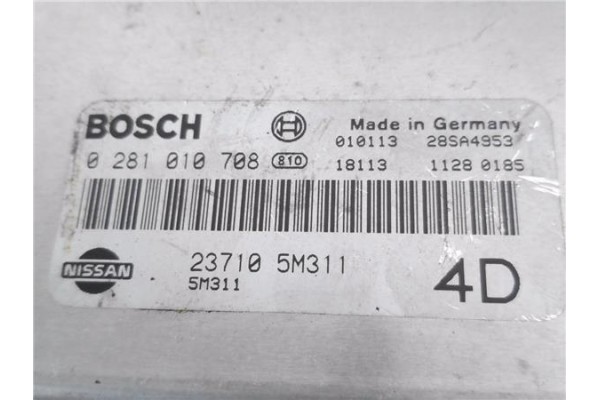 BOSCH Made in Germany
010113 28SA4953
0 281 010 708 810 18113 1128 0185
NISSAN 23710 5M311 4D
5M311